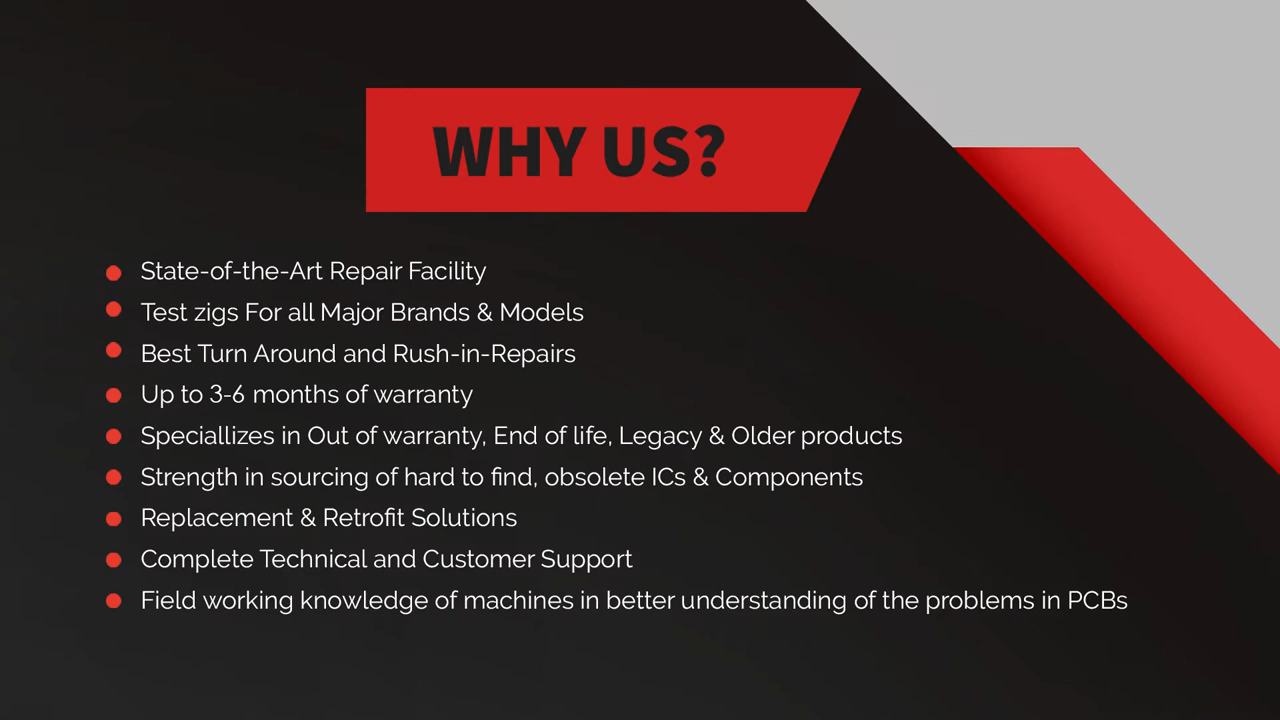 WHY US?
State-of-the-Art Repair Facility
Test zigs For all Major Brands & Models
Best Turn Around and Rush-in-Repairs
Up to 3-6 months of warranty
Speciallizes in Out of warranty, End of life, Legacy & Older products
Strength in sourcing of hard to find, obsolete ICs & Components
Replacement & Retrofit Solutions
Complete Technical and Customer Support
Field working knowledge of machines in better understanding of the problems in PCBs